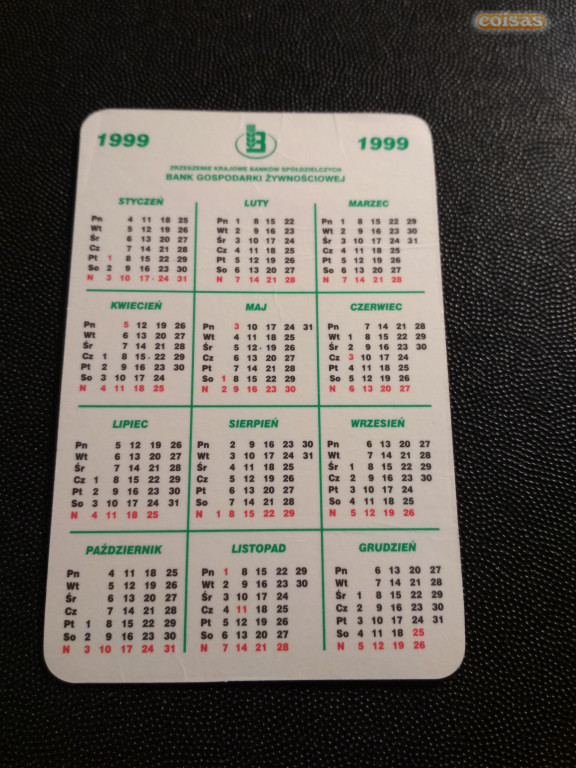 coisas
1999 1999
ZRZESZENIE KRAJOWE BANKÓW SPÓŁDZIELCZYCH
BANK GOSPODARKI ŻYWNOŚCIOWEJ
STYCZEŃ
Pn 4 11 18 25
Wt 5 12 19 26
Śr 6 13 20 27
Cz 7 14 21 28
Pt 1 8 15 22 29
So 2 9 16 23 30
N 3 10 17 24 31
LUTY
Pn 1 8 15 22
Wt 2 9 16 23
Śr 3 10 17 24
Cz 4 11 18 25
Pt 5 12 19 26
So 6 13 20 27
N 7 14 21 28
MARZEC
Pn 1 8 15 22 29
Wt 2 9 16 23 30
Śr 3 10 17 24 31
Cz 4 11 18 25
Pt 5 12 19 26
So 6 13 20 27
N 7 14 21 28
KWIECIEŃ
Pn 5 12 19 26
Wt 6 13 20 27
Śr 7 14 21 28
Cz 1 8 15 22 29
Pt 2 9 16 23 30
So 3 10 17 24
N 4 11 18 25
MAJ
Pn 3 10 17 24 31
Wt 4 11 18 25
Śr 5 12 19 26
Cz 6 13 20 27
Pt 7 14 21 28
So 1 8 15 22 29
N 2 9 16 23 30
CZERWIEC
Pn 7 14 21 28
Wt 1 8 15 22 29
Śr 2 9 16 23 30
Cz 3 10 17 24
Pt 4 11 18 25
So 5 12 19 26
N 6 13 20 27
LIPIEC
Pn 5 12 19 26
Wt 6 13 20 27
Śr 7 14 21 28
Cz 1 8 15 22 29
Pt 2 9 16 23 30
So 3 10 17 24 31
N 4 11 18 25
SIERPIEŃ
Pn 2 9 16 23 30
Wt 3 10 17 24 31
Śr 4 11 18 25
Cz 5 12 19 26
Pt 6 13 20 27
So 7 14 21 28
N 1 8 15 22 29
WRZESIEŃ
Pn 6 13 20 27
Wt 7 14 21 28
Śr 1 8 15 22 29
Cz 2 9 16 23 30
Pt 3 10 17 24
So 4 11 18 25
N 5 12 19 26
PAŹDZIERNIK
Pn 4 11 18 25
Wt 5 12 19 26
Śr 6 13 20 27
Cz 7 14 21 28
Pt 1 8 15 22 29
So 2 9 16 23 30
N 3 10 17 24 31
LISTOPAD
Pn 1 8 15 22 29
Wt 2 9 16 23 30
Śr 3 10 17 24
Cz 4 11 18 25
Pt 5 12 19 26
So 6 13 20 27
N 7 14 21 28
GRUDZIEŃ
Pn 6 13 20 27
Wt 7 14 21 28
Śr 1 8 15 22 29
Cz 2 9 16 23 30
Pt 3 10 17 24 31
So 4 11 18 25
N 5 12 19 26